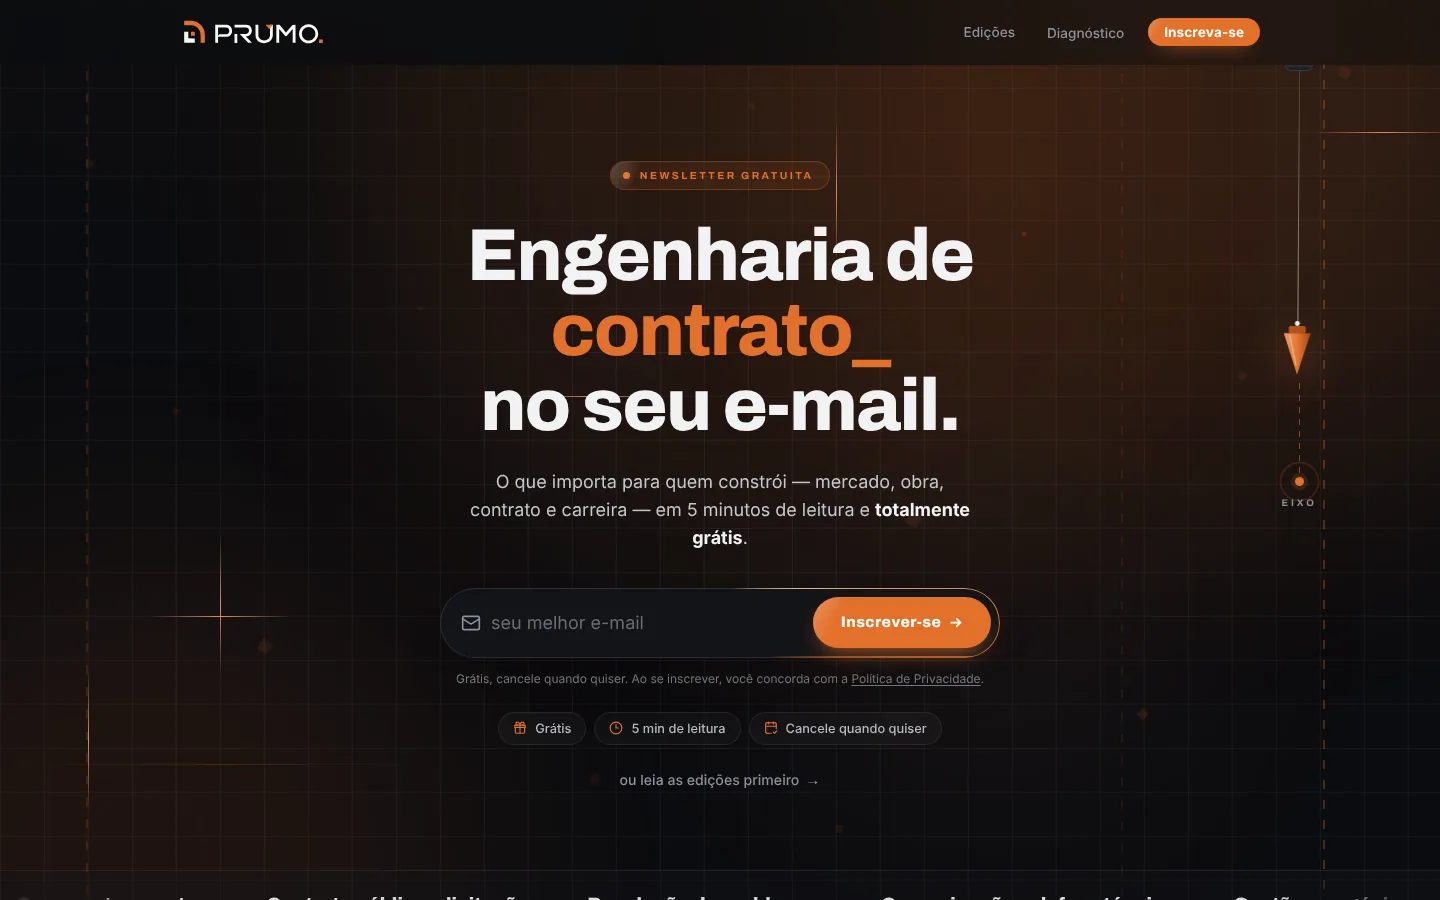 PRUMO.
Edições
Diagnóstico
Inscreva-se
NEWSLETTER GRATUITA
Engenharia de
contrato_
no seu e-mail.
O que importa para quem constrói — mercado, obra,
contrato e carreira — em 5 minutos de leitura e totalmente
grátis.
EIXO
seu melhor e-mail
Inscrever-se →
Grátis, cancele quando quiser. Ao se inscrever, você concorda com a Política de Privacidade.
Grátis
5 min de leitura
Cancele quando quiser
ou leia as edições primeiro →